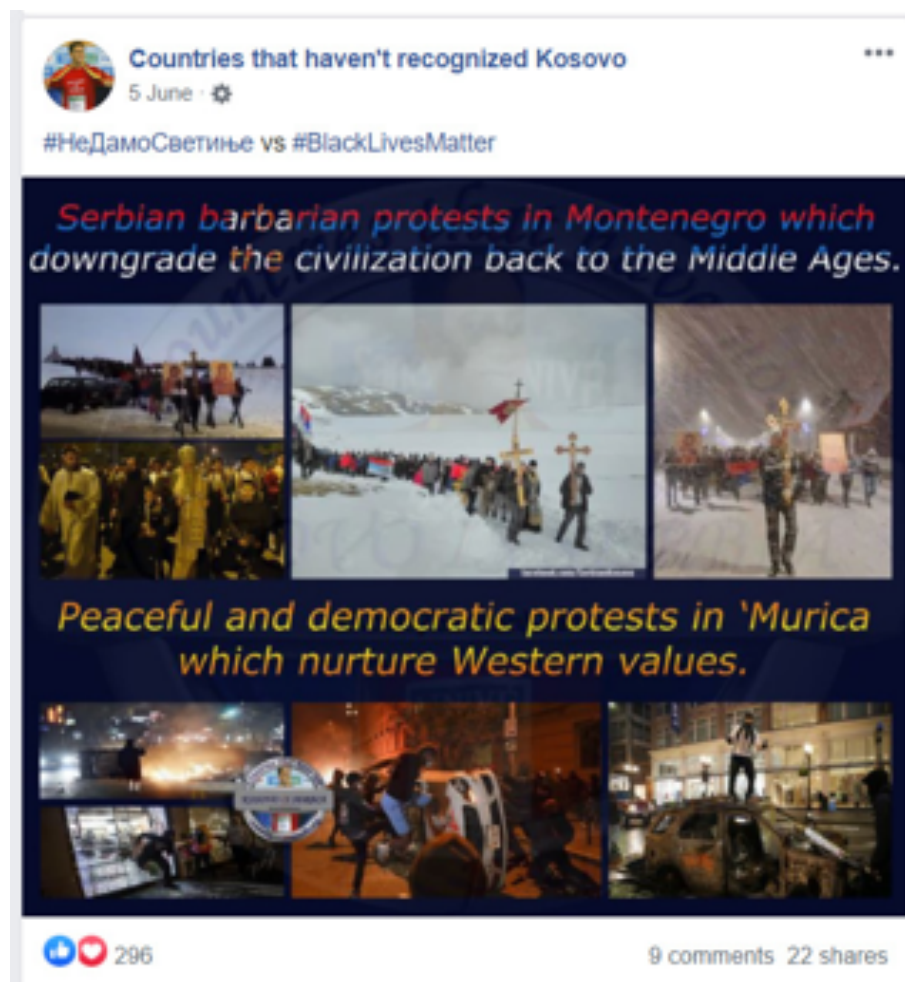 Countries that haven't recognized Kosovo
5 June
#НеДамоСветиње vs #BlackLivesMatter
Serbian barbarian protests in Montenegro which
downgrade the civilization back to the Middle Ages.
Peaceful and democratic protests in ‘Murica
which nurture Western values.
296
9 comments 22 shares